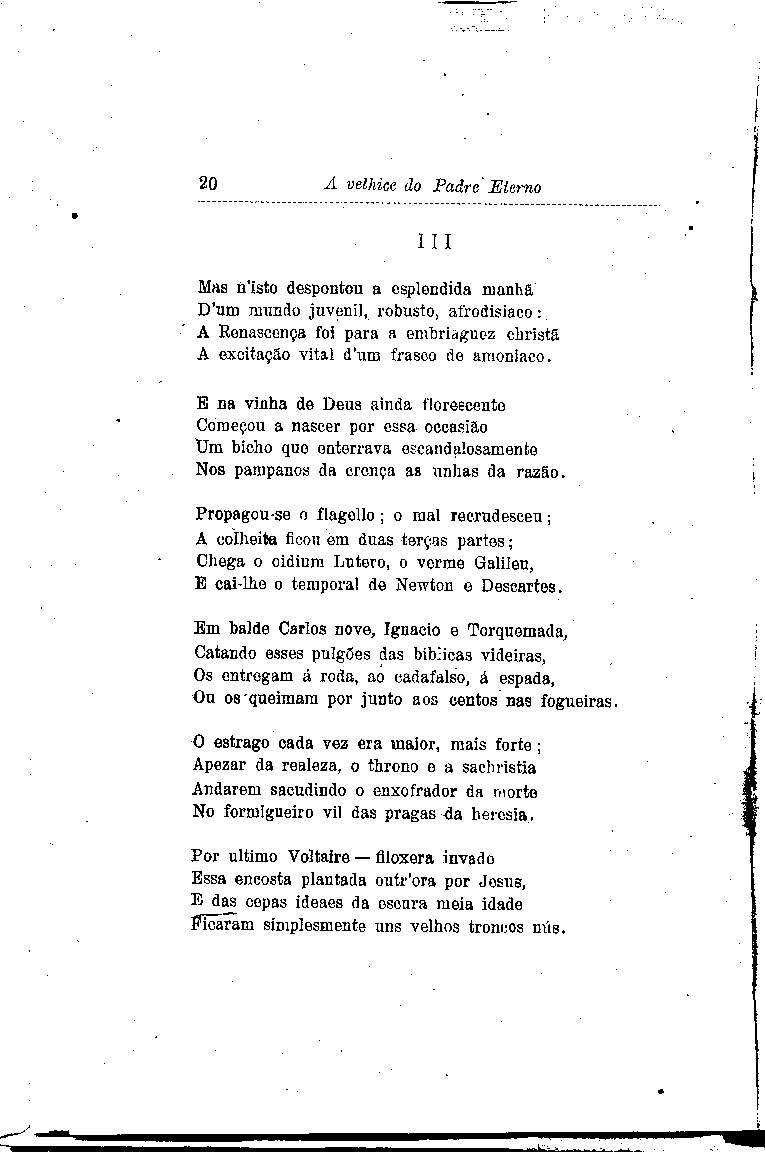 20 A velhice do Padre Eterno
III
Mas n'isto despontou a esplendida manhã
D'um mundo juvenil, robusto, afrodisiaco:
A Renascença foi para a embriaguez christã
A excitação vital d'um frasco de amoniaco.
E na vinha de Deus ainda florescente
Começou a nascer por essa occasião
Um bicho que enterrava escandalosamente
Nos pampanos da crença as unhas da razão.
Propagou-se o flagello; o mal recrudesceu;
A colheita ficou em duas terças partes;
Chega o oidium Lutero, o verme Galileu,
E cai-lhe o temporal de Newton e Descartes.
Em balde Carlos nove, Ignacio e Torquemada,
Catando esses pulgões das biblicas videiras,
Os entregam á roda, ao cadafalso, á espada,
Ou os queimam por junto aos centos nas fogueiras.
O estrago cada vez era maior, mais forte;
Apezar da realeza, o throno e a sachristia
Andarem sacudindo o enxofrador da morte
No formigueiro vil das pragas da heresia.
Por ultimo Voltaire — filoxera invade
Essa encosta plantada outr'ora por Jesus,
E das cepas ideaes da escura meia idade
Ficaram simplesmente uns velhos troncos nús.